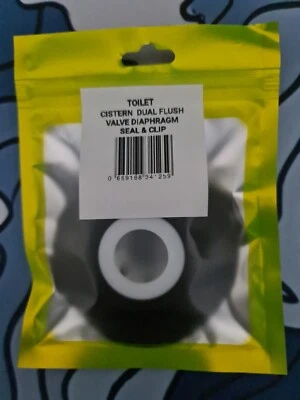 TOILET
CISTERN DUAL FLUSH
VALVE DIAPHRAGM
SEAL & CLIP